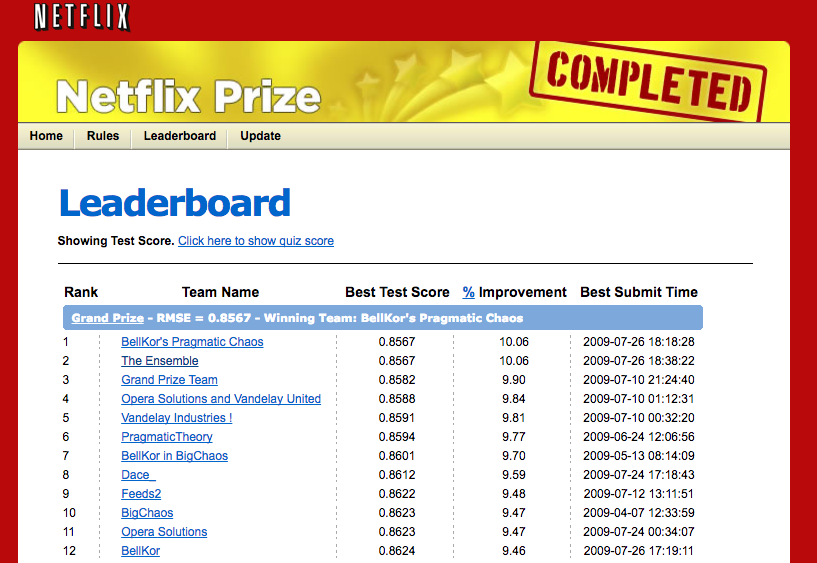 NETFLIX
Netflix Prize
COMPLETED
Home Rules Leaderboard Update
Leaderboard
Showing Test Score. Click here to show quiz score
Rank Team Name Best Test Score % Improvement Best Submit Time
Grand Prize - RMSE = 0.8567 - Winning Team: BellKor's Pragmatic Chaos
1 BellKor's Pragmatic Chaos 0.8567 10.06 2009-07-26 18:18:28
2 The Ensemble 0.8567 10.06 2009-07-26 18:38:22
3 Grand Prize Team 0.8582 9.90 2009-07-10 21:24:40
4 Opera Solutions and Vandelay United 0.8588 9.84 2009-07-10 01:12:31
5 Vandelay Industries ! 0.8591 9.81 2009-07-10 00:32:20
6 PragmaticTheory 0.8594 9.77 2009-06-24 12:06:56
7 BellKor in BigChaos 0.8601 9.70 2009-05-13 08:14:09
8 Dace_ 0.8612 9.59 2009-07-24 17:18:43
9 Feeds2 0.8622 9.48 2009-07-12 13:11:51
10 BigChaos 0.8623 9.47 2009-04-07 12:33:59
11 Opera Solutions 0.8623 9.47 2009-07-24 00:34:07
12 BellKor 0.8624 9.46 2009-07-26 17:19:11